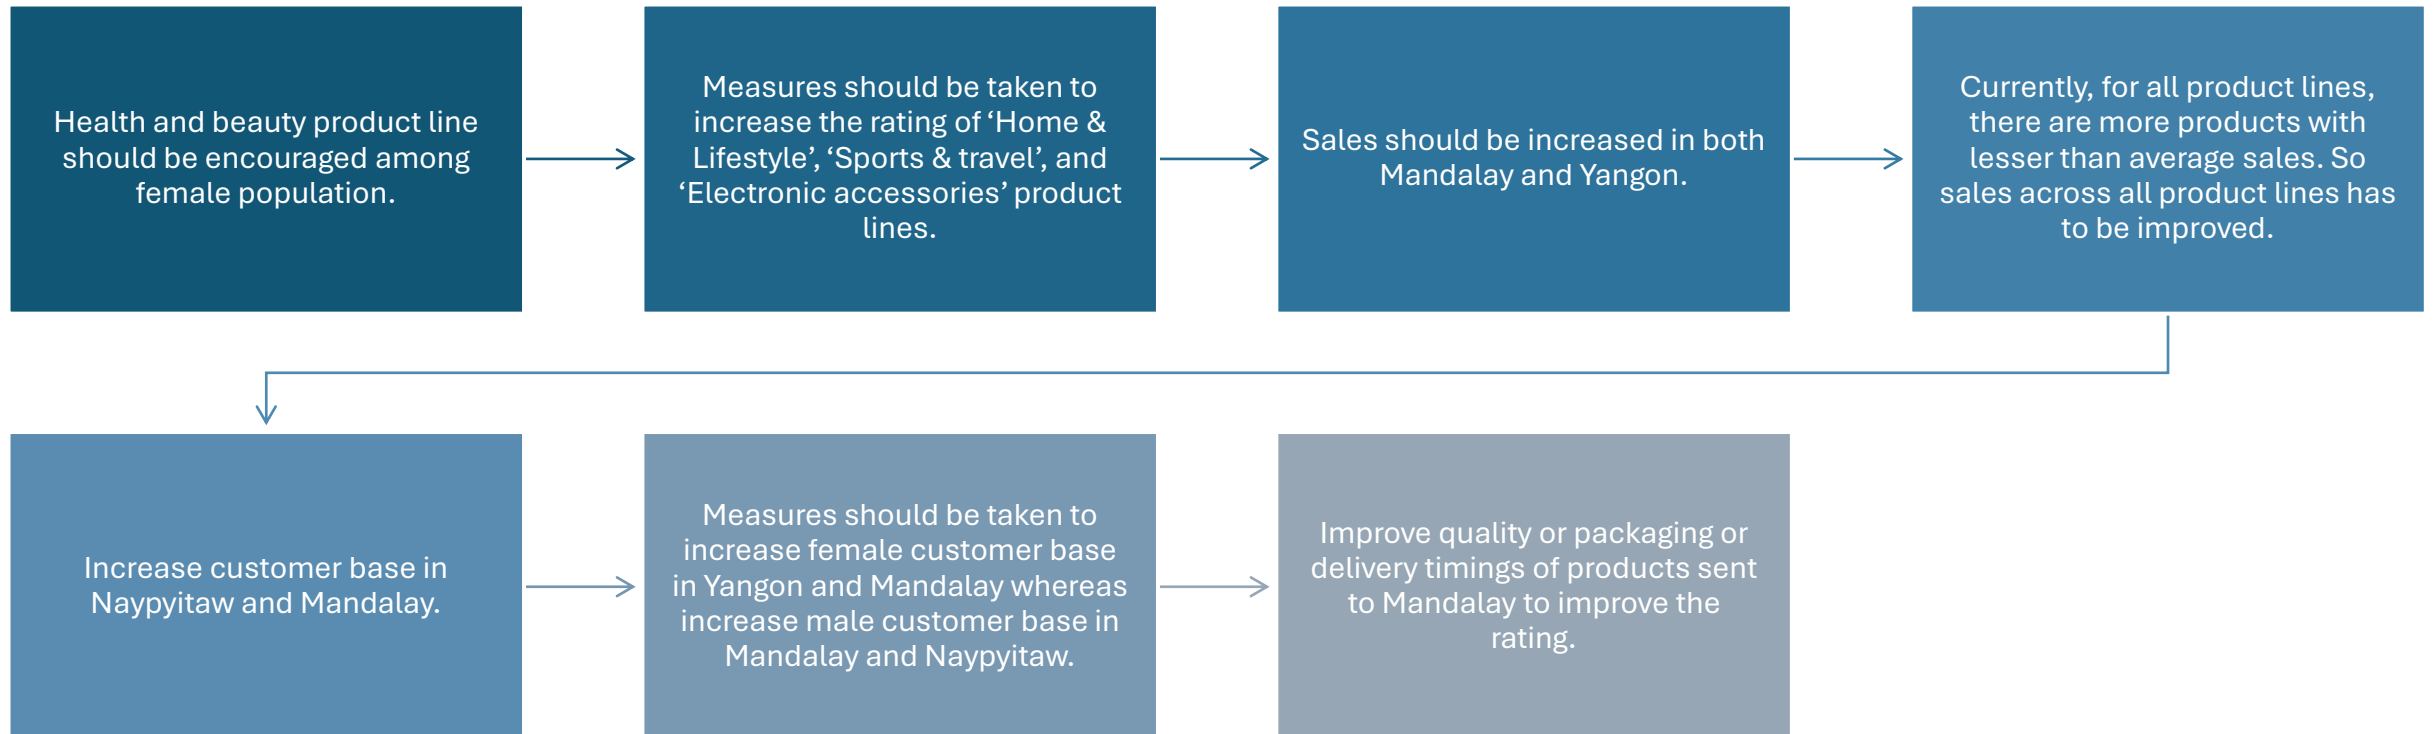 Health and beauty product line
should be encouraged among
female population.
Measures should be taken to
increase the rating of ‘Home &
Lifestyle’, ‘Sports & travel’, and
‘Electronic accessories’ product
lines.
Sales should be increased in both
Mandalay and Yangon.
Currently, for all product lines,
there are more products with
lesser than average sales. So
sales across all product lines has
to be improved.
Increase customer base in
Naypyitaw and Mandalay.
Measures should be taken to
increase female customer base
in Yangon and Mandalay whereas
increase male customer base in
Mandalay and Naypyitaw.
Improve quality or packaging or
delivery timings of products sent
to Mandalay to improve the
rating.